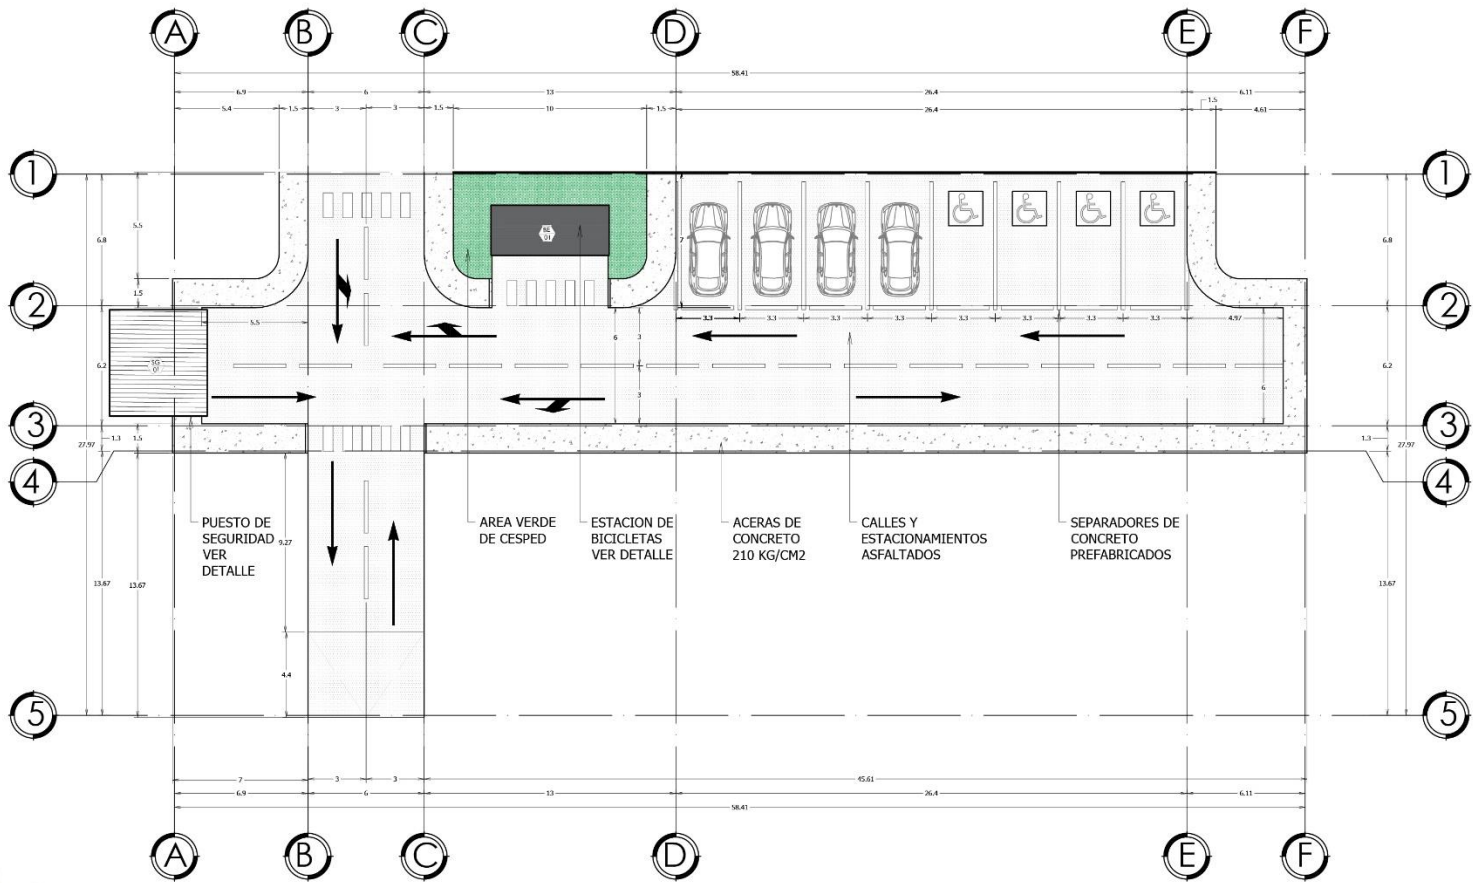 A B C D E F
58.41
6.9 6 13 26.4 6.11
5.4 1.5 3 3 1.5 10 1.5 26.4 1.5 4.61
1 1
5.5 6.8 7 6.8
NE
01
1.5
2 2
5.5 3.3 3.3 3.3 3.3 3.3 3.3 3.3 3.3 4.97
6.2 SG 6 3 6.2
3 6
3 3
27.97 1.3 1.5 1.3 27.97
4 4
PUESTO DE
SEGURIDAD
VER
DETALLE
AREA VERDE
DE CESPED
ESTACION DE
BICICLETAS
VER DETALLE
ACERAS DE
CONCRETO
210 KG/CM2
CALLES Y
ESTACIONAMIENTOS
ASFALTADOS
SEPARADORES DE
CONCRETO
PREFABRICADOS
9.27
13.67 13.67 13.67
4.4
5 5
7 3 3 45.61
6.9 6 13 26.4 6.11
58.41
A B C D E F